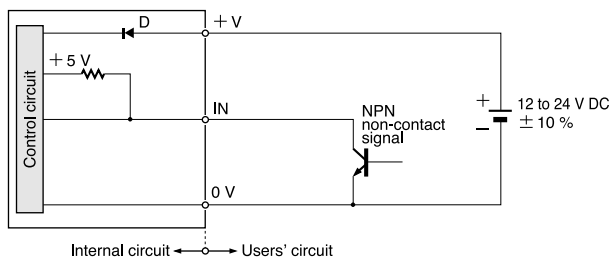 D
+ V
+ 5 V
Control circuit
IN
NPN
non-contact
signal
+
−
12 to 24 V DC
± 10 %
0 V
Internal circuit
Users' circuit